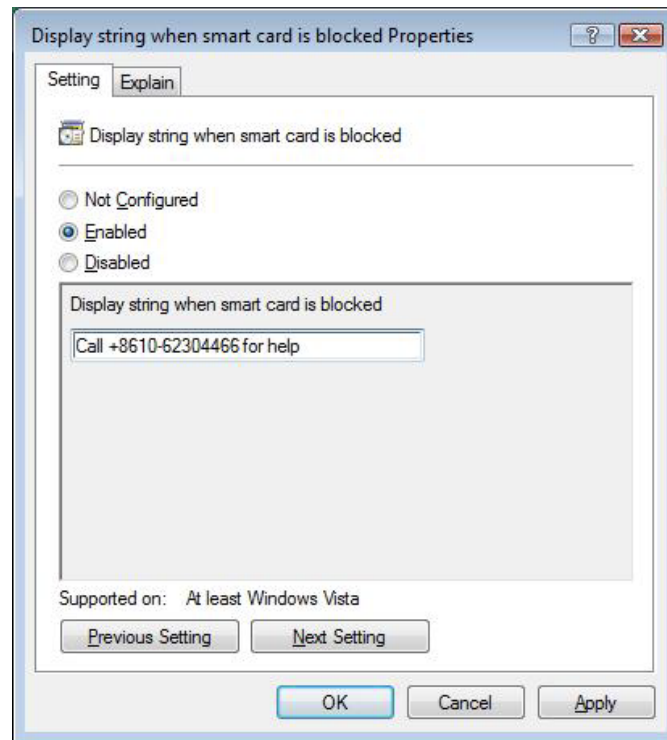 Display string when smart card is blocked Properties
Setting Explain
Display string when smart card is blocked
Not Configured
Enabled
Disabled
Display string when smart card is blocked
Call +8610-62304466 for help
Supported on: At least Windows Vista
Previous Setting Next Setting
OK Cancel Apply